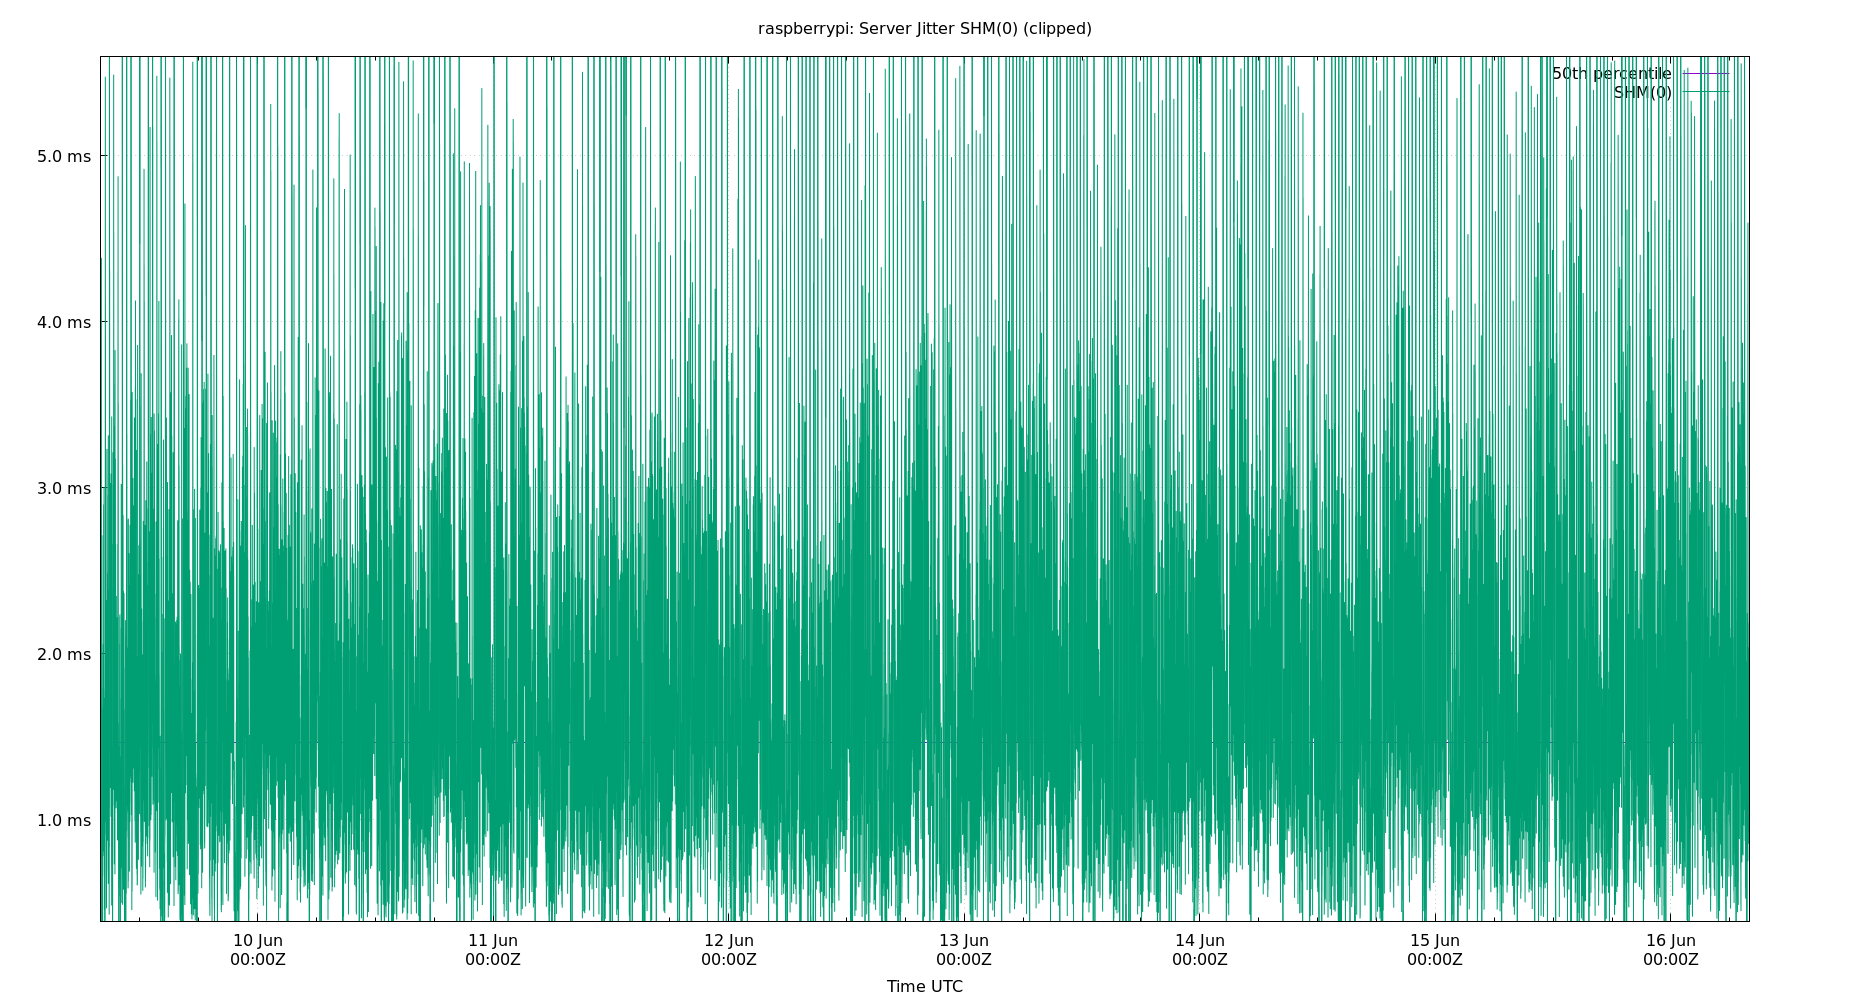 raspberrypi: Server Jitter SHM(0) (clipped)
50th percentile
SHM(0)
5.0 ms
4.0 ms
3.0 ms
2.0 ms
1.0 ms
10 Jun 11 Jun 12 Jun 13 Jun 14 Jun 15 Jun 16 Jun
00:00Z 00:00Z 00:00Z 00:00Z 00:00Z 00:00Z 00:00Z
Time UTC